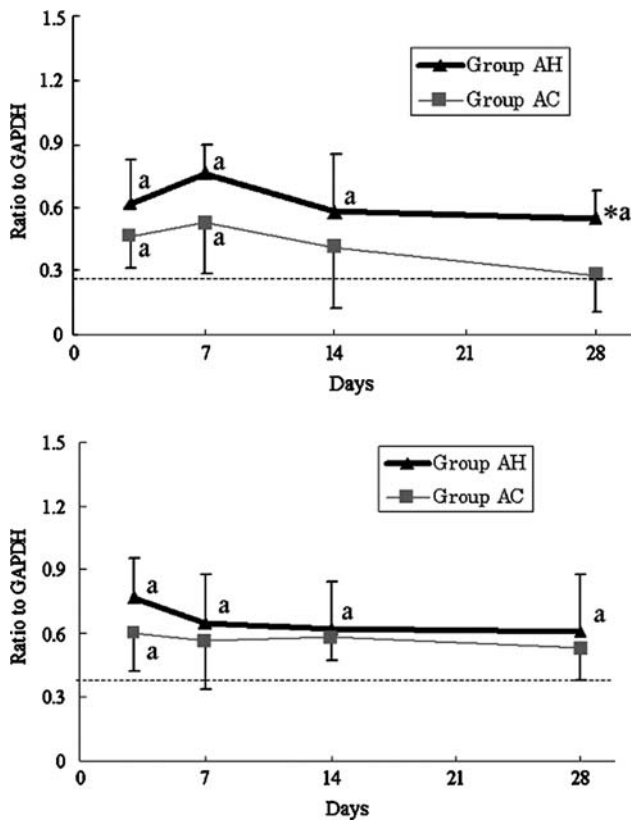 1.5
1.2
0.9
0.6
0.3
0
Ratio to GAPDH
Group AH
Group AC
a
a
a
a
a
*a
0 7 14 21 28
Days
1.5
1.2
0.9
0.6
0.3
0
Ratio to GAPDH
Group AH
Group AC
a
a
a
a
a
0 7 14 21 28
Days